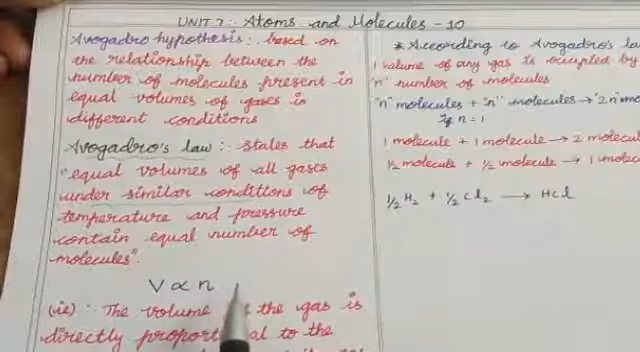 UNIT 7:- Atoms and Molecules - 10
Avogadro hypothesis:- based on
the relationship between the
number of molecules present in
equal volumes of gases in
different conditions
Avogadro's law:- States that
"equal volumes of all gases
under similar conditions of
temperature and pressure
contain equal number of
molecules".
V ∝ n
(ie) :- The volume the gas is
directly proportional to the
* According to Avogadro's la
1 volume of any gas is occupied by
"n" number of molecules
"n" molecules + "n" molecules → "2n"
if n = 1
1 molecule + 1 molecule → 2 molecul
1/2 molecule + 1/2 molecule → 1 molec
1/2 H₂ + 1/2 Cl₂ → HCl